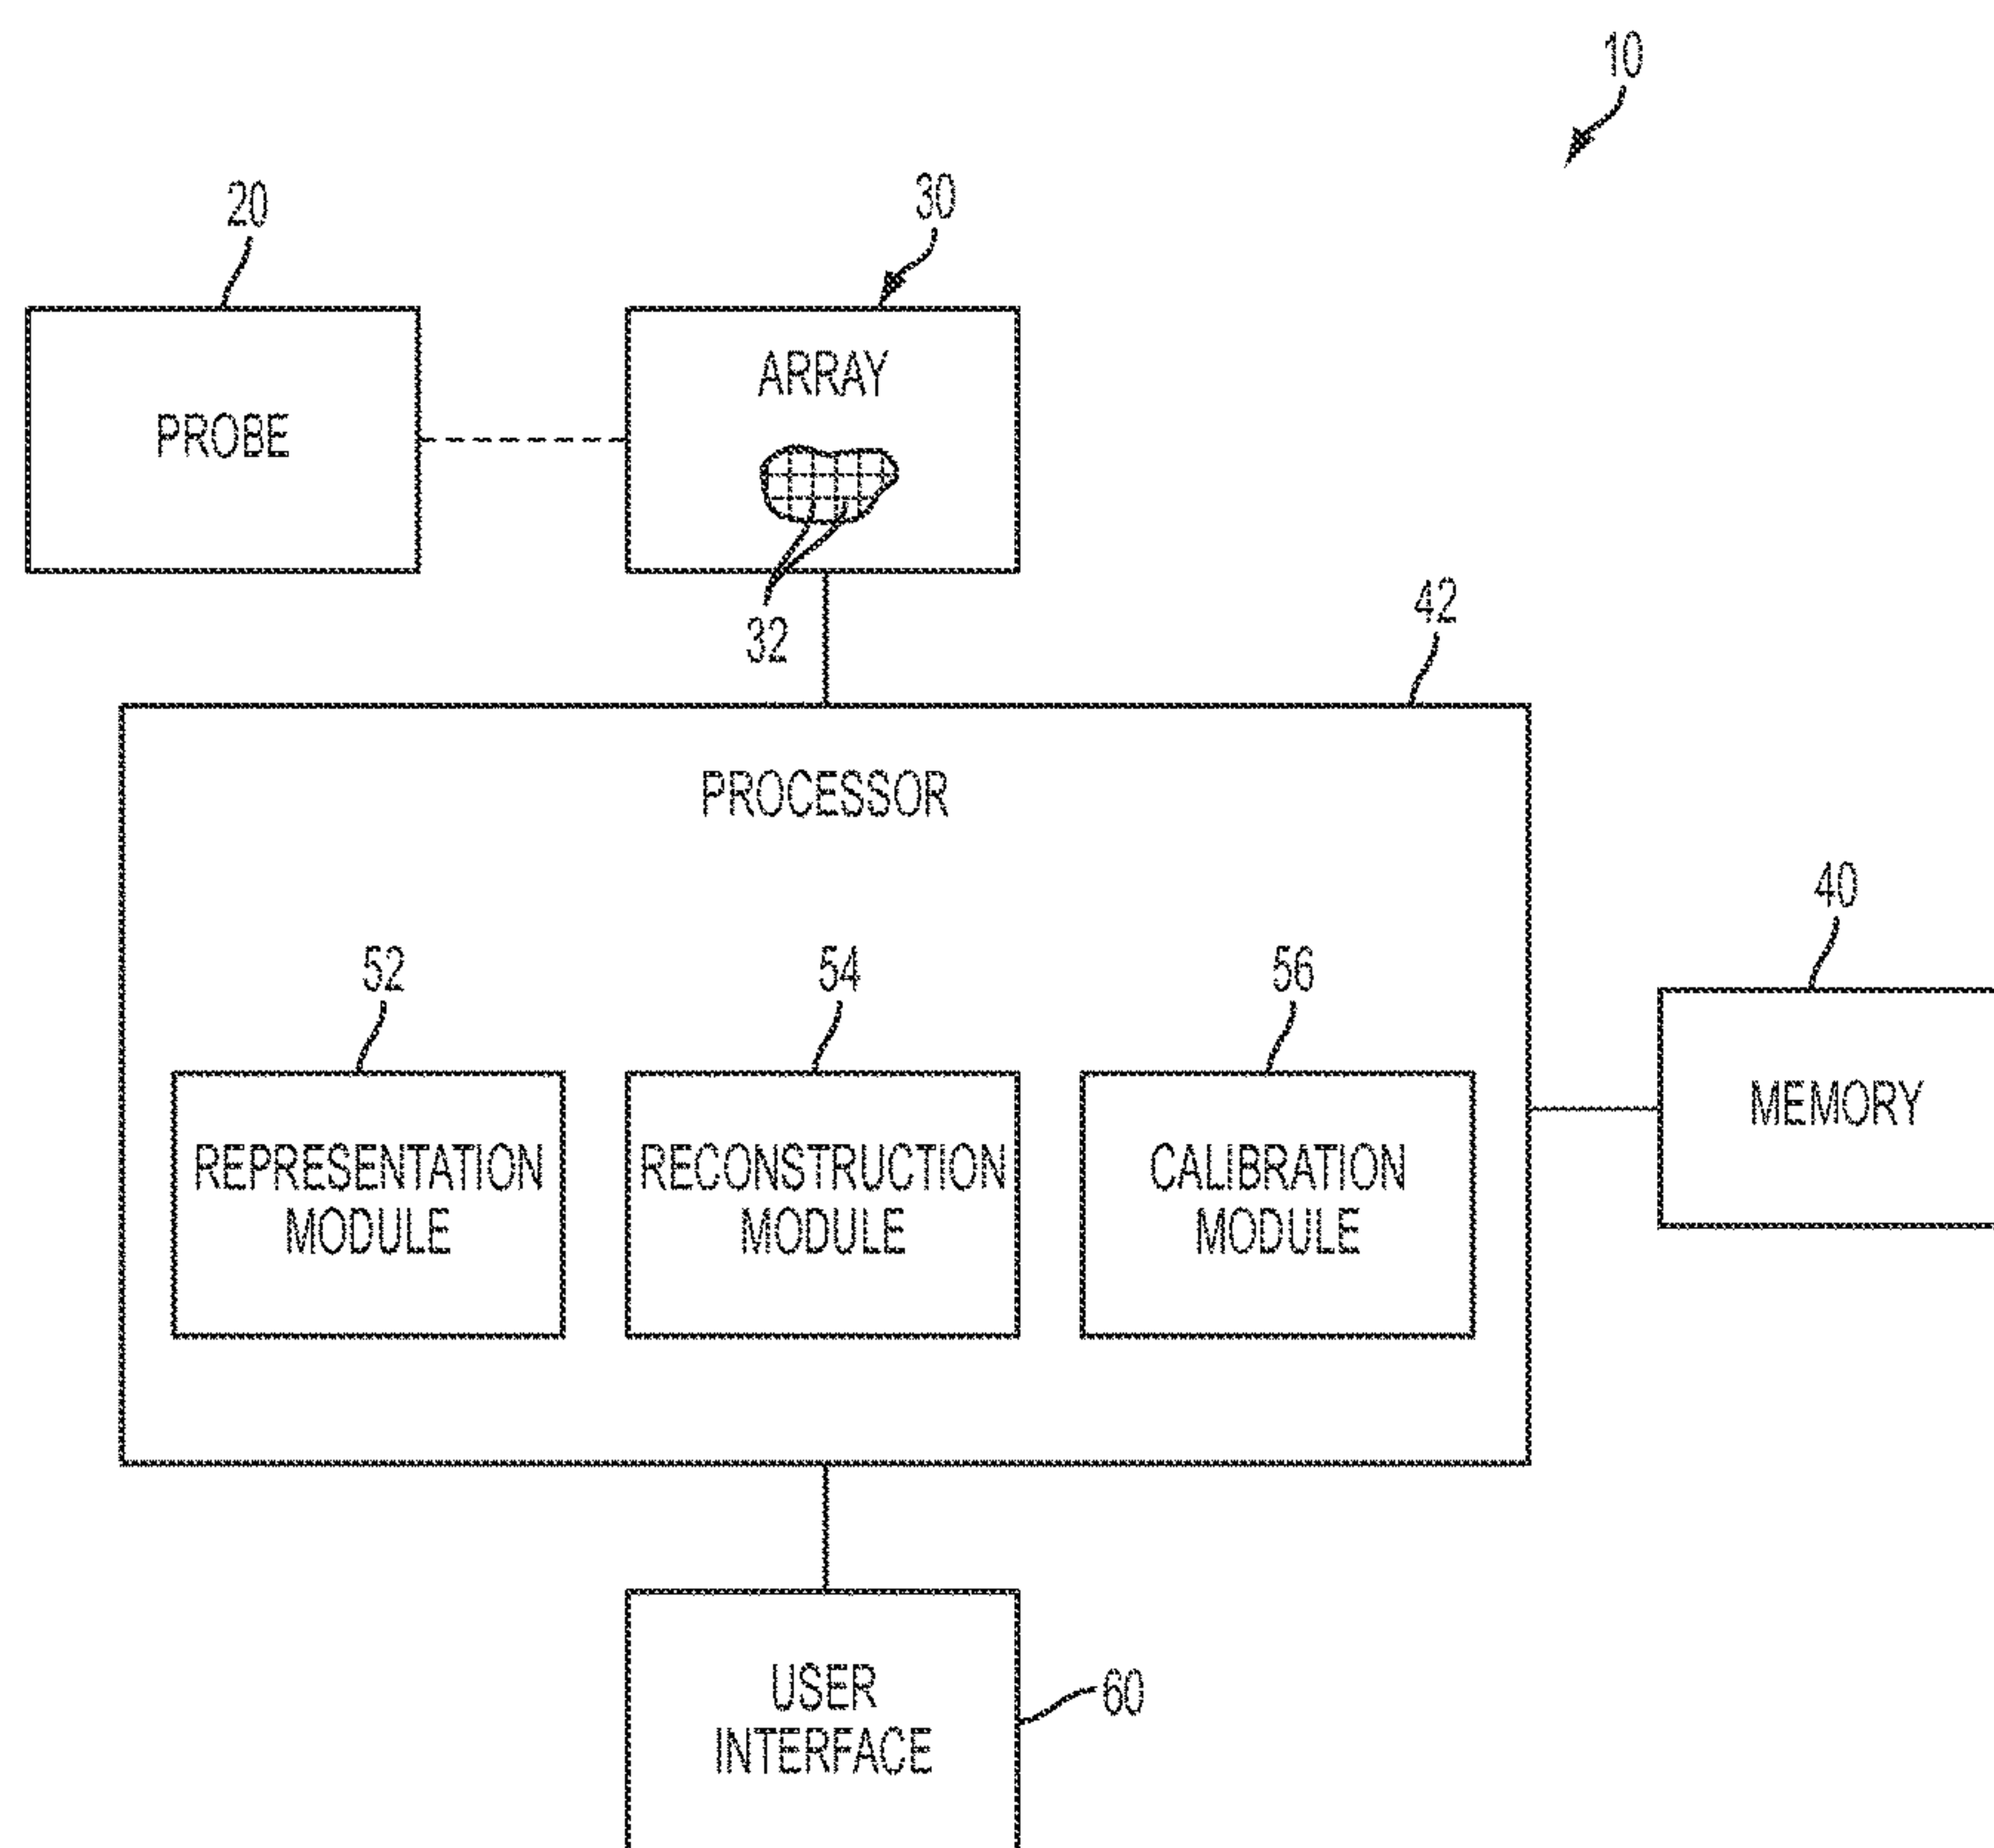 10
20
30
PROBE
ARRAY
32
42
PROCESSOR
40
MEMORY
52
54
56
REPRESENTATION
MODULE
RECONSTRUCTION
MODULE
CALIBRATION
MODULE
USER
INTERFACE
60